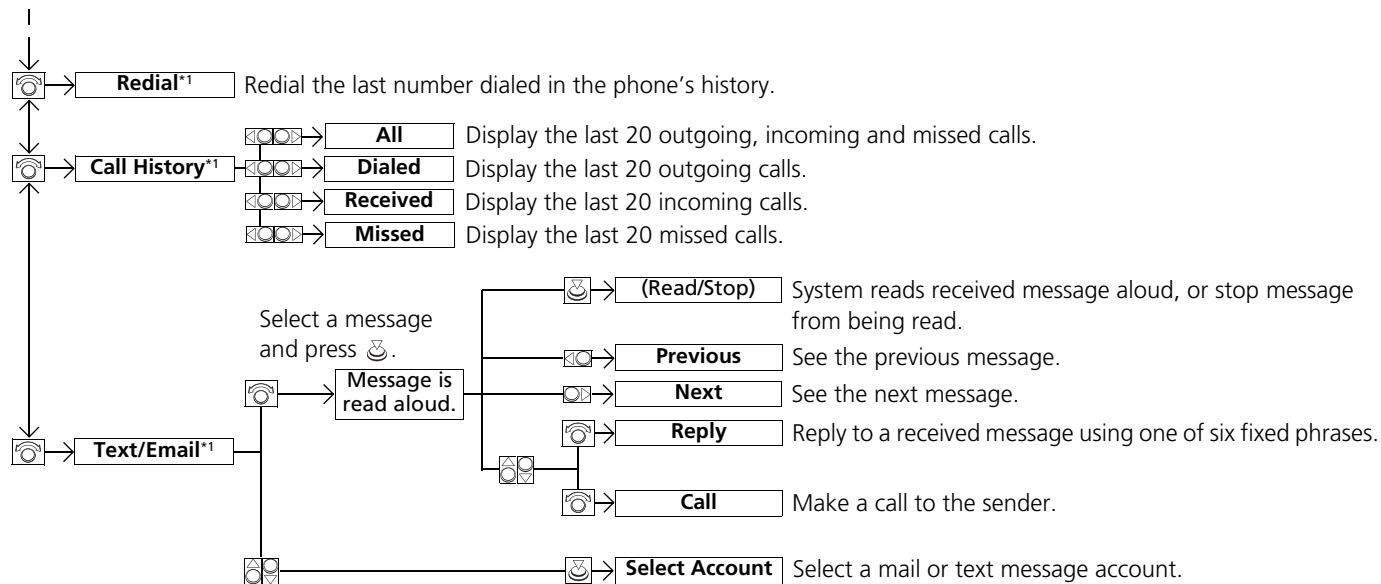 Redial*1 Redial the last number dialed in the phone's history.
All Display the last 20 outgoing, incoming and missed calls.
Call History*1 Dialed Display the last 20 outgoing calls.
Received Display the last 20 incoming calls.
Missed Display the last 20 missed calls.
(Read/Stop) System reads received message aloud, or stop message
from being read.
Select a message
and press .
Previous See the previous message.
Message is
read aloud.
Next See the next message.
Reply Reply to a received message using one of six fixed phrases.
Text/Email*1
Call Make a call to the sender.
Select Account Select a mail or text message account.